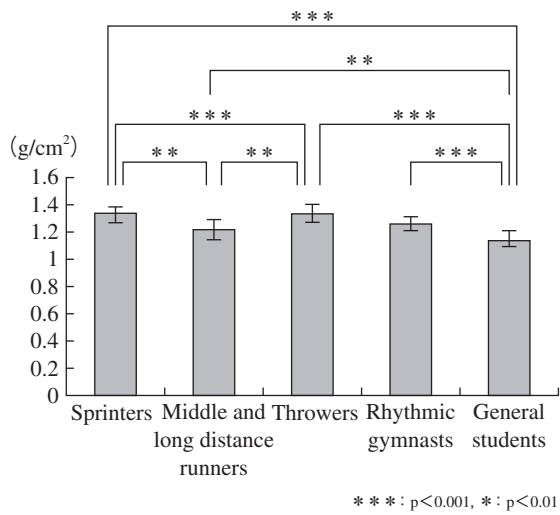 ***
**
***
***
(g/cm²)
**
**
***
1.6
1.4
1.2
1
0.8
0.6
0.4
0.2
0
Sprinters
Middle and
long distance
runners
Throwers
Rhythmic
gymnasts
General
students
***: p<0.001, *: p<0.01